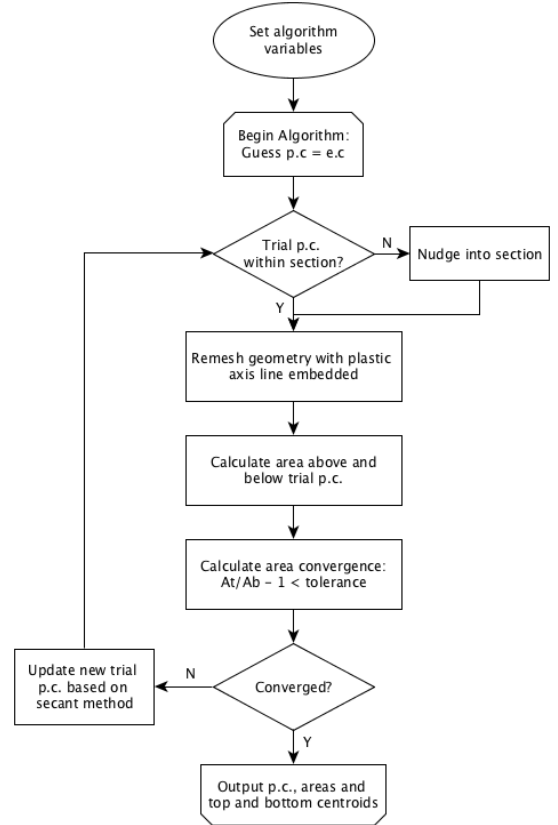 Set algorithm
variables
Begin Algorithm:
Guess p.c = e.c
Trial p.c.
within section?
N
Nudge into section
Y
Remesh geometry with plastic
axis line embedded
Calculate area above and
below trial p.c.
Calculate area convergence:
At/Ab - 1 < tolerance
Converged?
N
Update new trial
p.c. based on
secant method
Y
Output p.c., areas and
top and bottom centroids